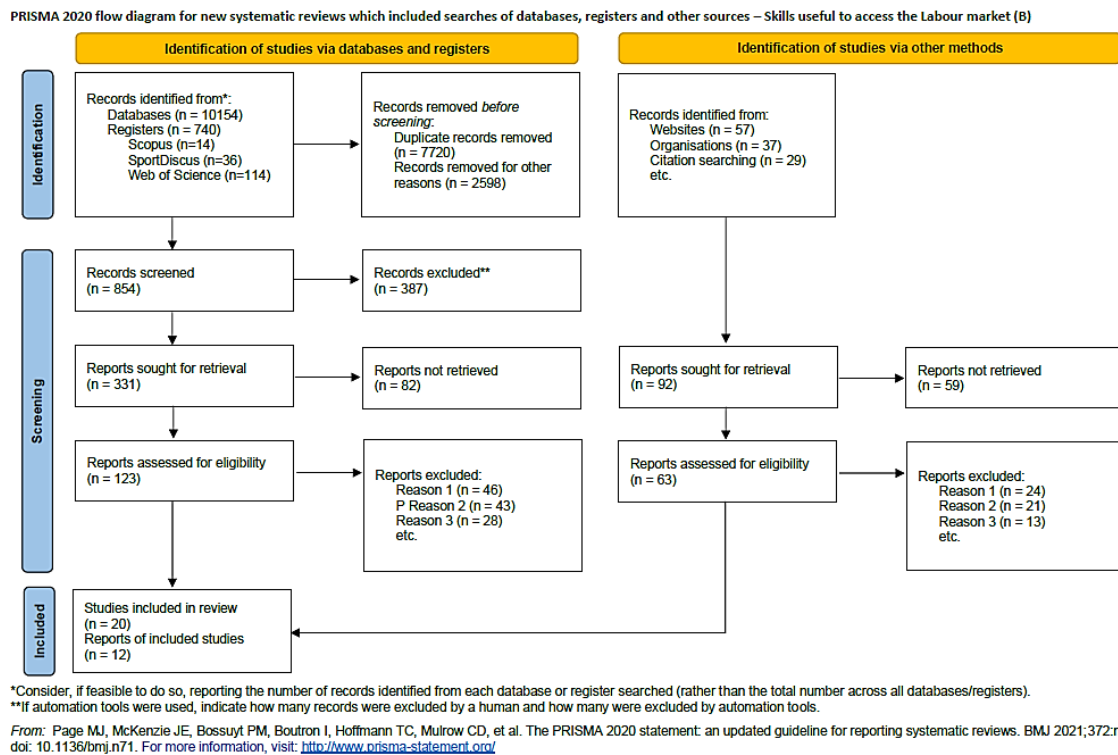 PRISMA 2020 flow diagram for new systematic reviews which included searches of databases, registers and other sources – Skills useful to access the Labour market (B)
Identification of studies via databases and registers
Identification of studies via other methods
Identification
Records identified from*:
Databases (n = 10154)
Registers (n = 740)
Scopus (n=14)
SportDiscus (n=36)
Web of Science (n=114)
Records removed before
screening:
Duplicate records removed
(n = 7720)
Records removed for other
reasons (n = 2598)
Records identified from:
Websites (n = 57)
Organisations (n = 37)
Citation searching (n = 29)
etc.
Screening
Records screened
(n = 854)
Records excluded**
(n = 387)
Reports sought for retrieval
(n = 331)
Reports not retrieved
(n = 82)
Reports sought for retrieval
(n = 92)
Reports not retrieved
(n = 59)
Reports assessed for eligibility
(n = 123)
Reports excluded:
Reason 1 (n = 46)
P Reason 2 (n = 43)
Reason 3 (n = 28)
etc.
Reports assessed for eligibility
(n = 63)
Reports excluded:
Reason 1 (n = 24)
Reason 2 (n = 21)
Reason 3 (n = 13)
etc.
Included
Studies included in review
(n = 20)
Reports of included studies
(n = 12)
*Consider, if feasible to do so, reporting the number of records identified from each database or register searched (rather than the total number across all databases/registers).
**If automation tools were used, indicate how many records were excluded by a human and how many were excluded by automation tools.
From: Page MJ, McKenzie JE, Bossuyt PM, Boutron I, Hoffmann TC, Mulrow CD, et al. The PRISMA 2020 statement: an updated guideline for reporting systematic reviews. BMJ 2021;372:
doi: 10.1136/bmj.n71. For more information, visit: http://www.prisma-statement.org/